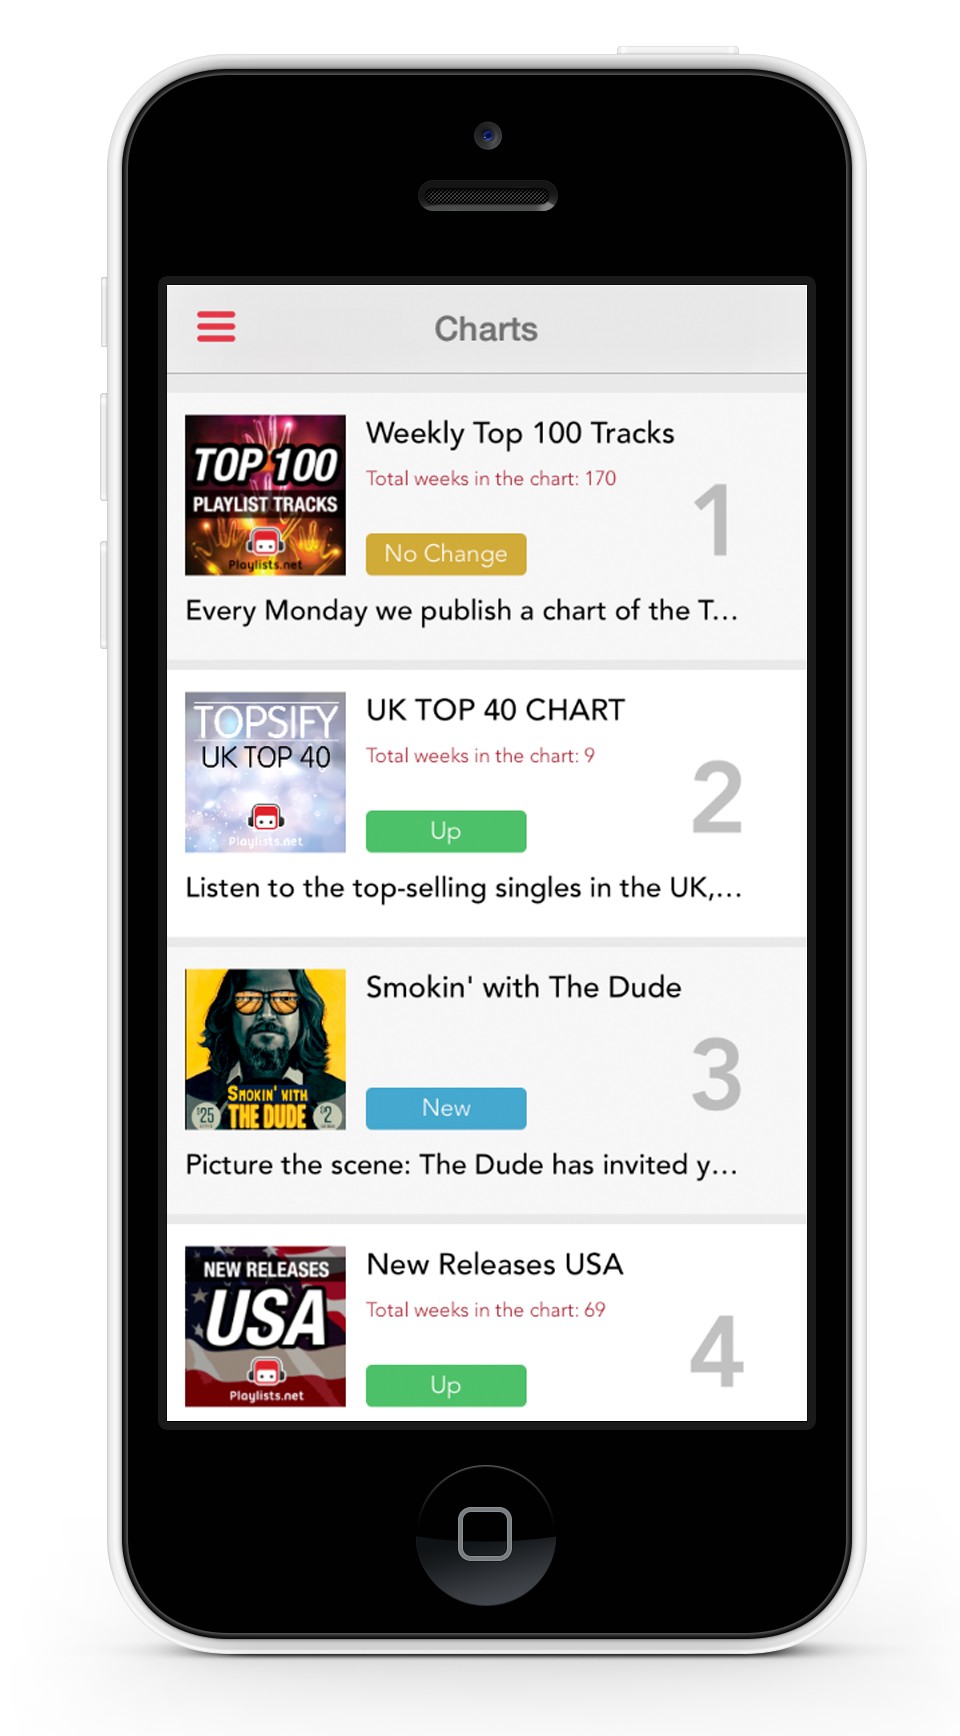 Charts
TOP 100
PLAYLIST TRACKS
Playlists.net
Weekly Top 100 Tracks
Total weeks in the chart: 170
1
No Change
Every Monday we publish a chart of the T...
TOPSIFY
UK TOP 40
Playlists.net
UK TOP 40 CHART
Total weeks in the chart: 9
2
Up
Listen to the top-selling singles in the UK,...
SMOKIN' WITH
THE DUDE
$25
$2
Smokin' with The Dude
3
New
Picture the scene: The Dude has invited y...
NEW RELEASES
USA
Playlists.net
New Releases USA
Total weeks in the chart: 69
4
Up